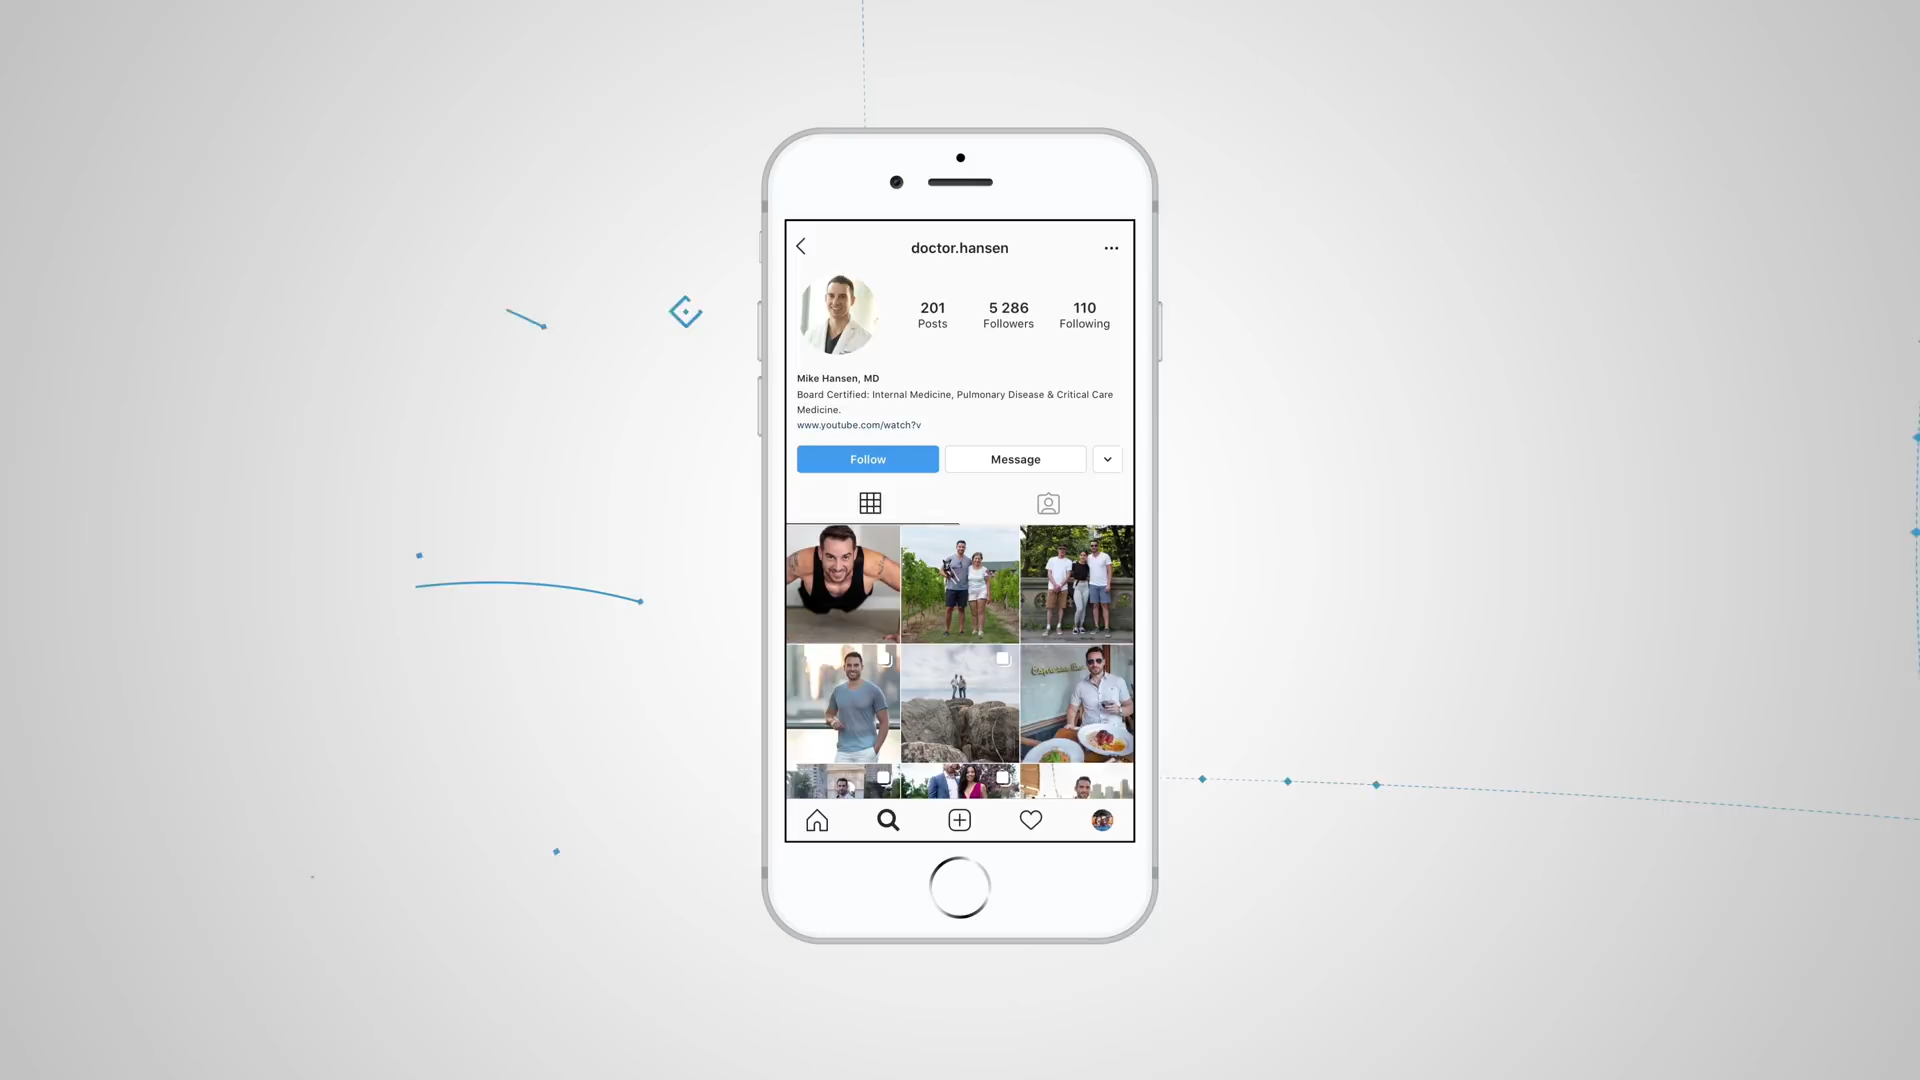 doctor.hansen
201 5 286 110
Posts Followers Following
Mike Hansen, MD
Board Certified: Internal Medicine, Pulmonary Disease & Critical Care
Medicine.
www.youtube.com/watch?v
Follow Message